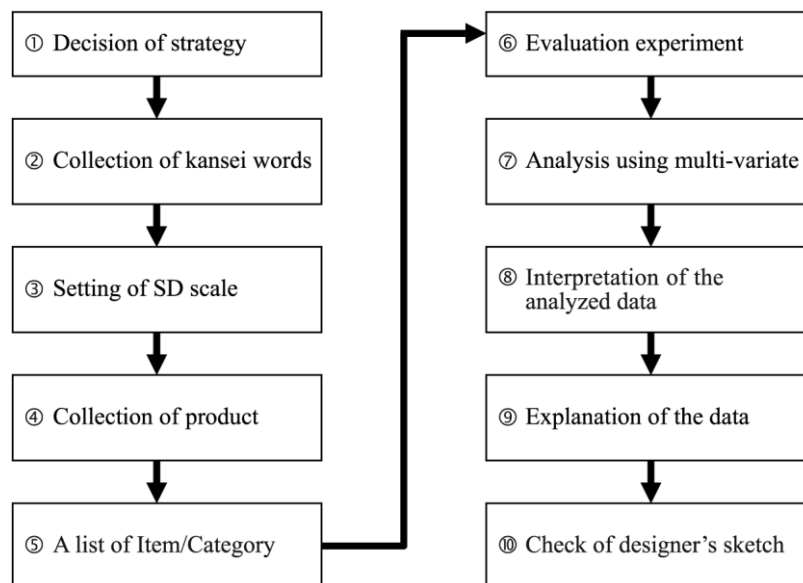 ① Decision of strategy
② Collection of kansei words
③ Setting of SD scale
④ Collection of product
⑤ A list of Item/Category
⑥ Evaluation experiment
⑦ Analysis using multi-variate
⑧ Interpretation of the
analyzed data
⑨ Explanation of the data
⑩ Check of designer’s sketch